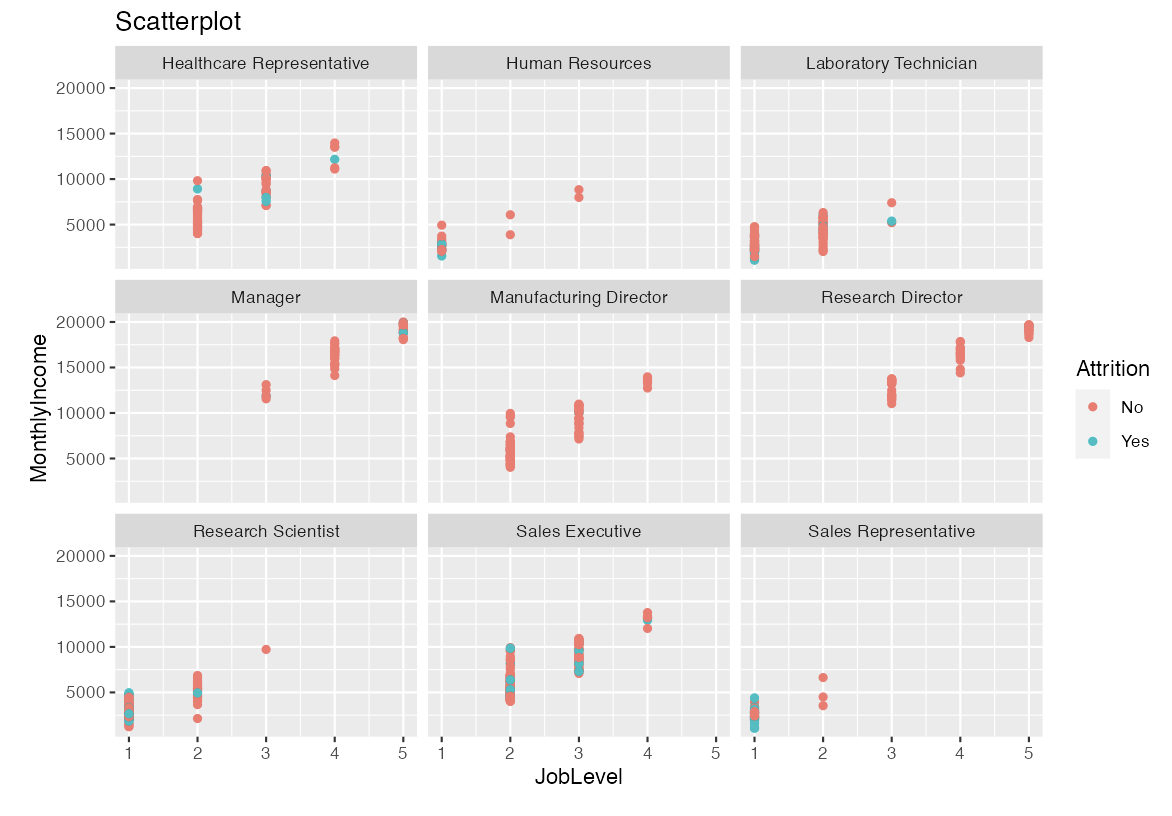 Scatterplot
Healthcare Representative
Human Resources
Laboratory Technician
20000
15000
10000
5000
Manager
Manufacturing Director
Research Director
20000
15000
10000
5000
Research Scientist
Sales Executive
Sales Representative
20000
15000
10000
5000
1 2 3 4 5
1 2 3 4 5
1 2 3 4 5
JobLevel
MonthlyIncome
Attrition
No
Yes